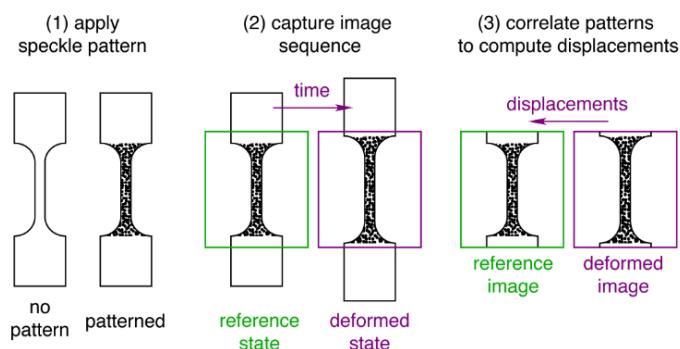 (1) apply
speckle pattern
no
pattern
patterned
(2) capture image
sequence
time
reference
state
deformed
state
(3) correlate patterns
to compute displacements
displacements
reference
image
deformed
image